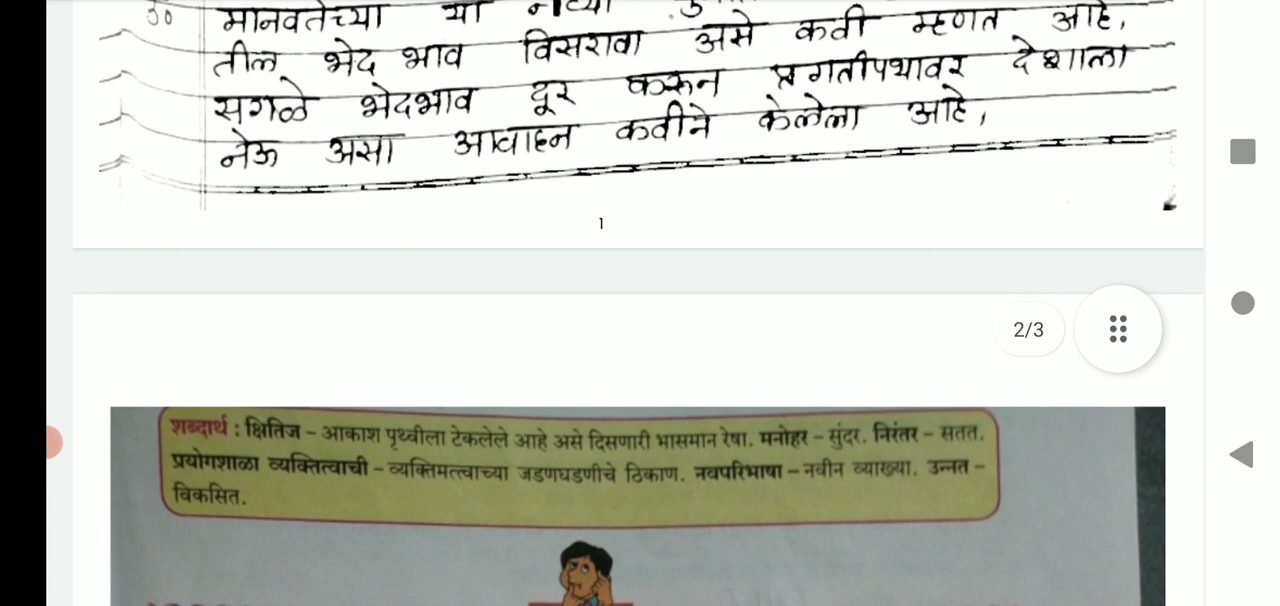 30 मानवतेच्या या
तील भेद भाव विसरावा असे कवी म्हणत आहे,
सगळे भेदभाव दूर करून प्रगतीपथावर देशाला
नेऊ असा आवाहन कवीने केलेला आहे,
1
2/3
शब्दार्थ : क्षितिज – आकाश पृथ्वीला टेकलेले आहे असे दिसणारी भासमान रेषा. मनोहर – सुंदर. निरंतर – सतत.
प्रयोगशाळा व्यक्तित्वाची – व्यक्तिमत्त्वाच्या जडणघडणीचे ठिकाण. नवपरिभाषा – नवीन व्याख्या. उन्नत –
विकसित.